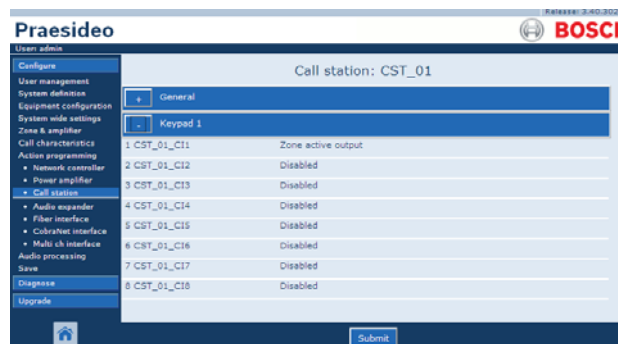 Release: 3.40.302
Praesideo
BOSCH
User: admin
Configure
User management
System definition
Equipment configuration
System wide settings
Zone & amplifier
Call characteristics
Action programming
• Network controller
• Power amplifier
• Call station
• Audio expander
• Fiber interface
• CobraNet interface
• Multi ch interface
Audio processing
Save
Diagnose
Upgrade
Call station: CST_01
+ General
- Keypad 1
1 CST_01_CI1 Zone active output
2 CST_01_CI2 Disabled
3 CST_01_CI3 Disabled
4 CST_01_CI4 Disabled
5 CST_01_CI5 Disabled
6 CST_01_CI6 Disabled
7 CST_01_CI7 Disabled
8 CST_01_CI8 Disabled
Submit